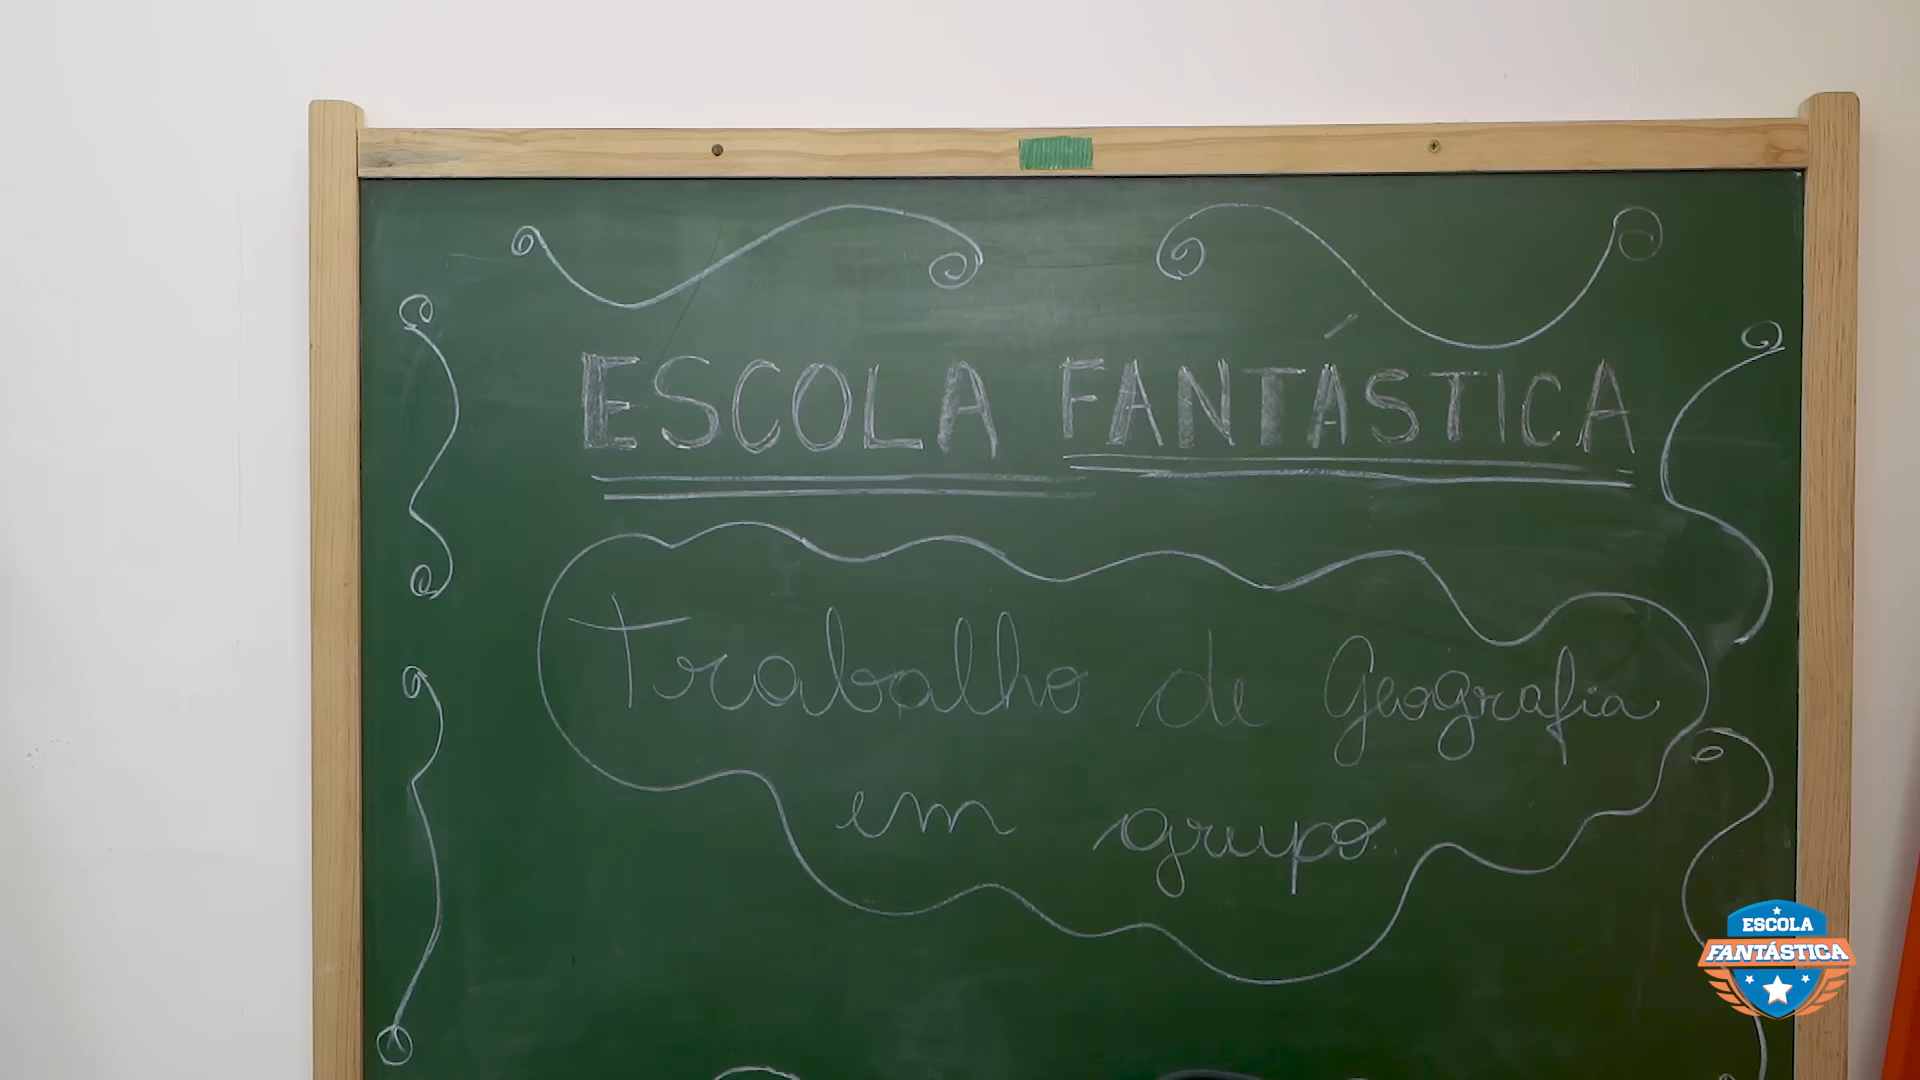 ESCOLA FANTÁSTICA
Trabalho de Geografia
em grupo
ESCOLA
FANTÁSTICA